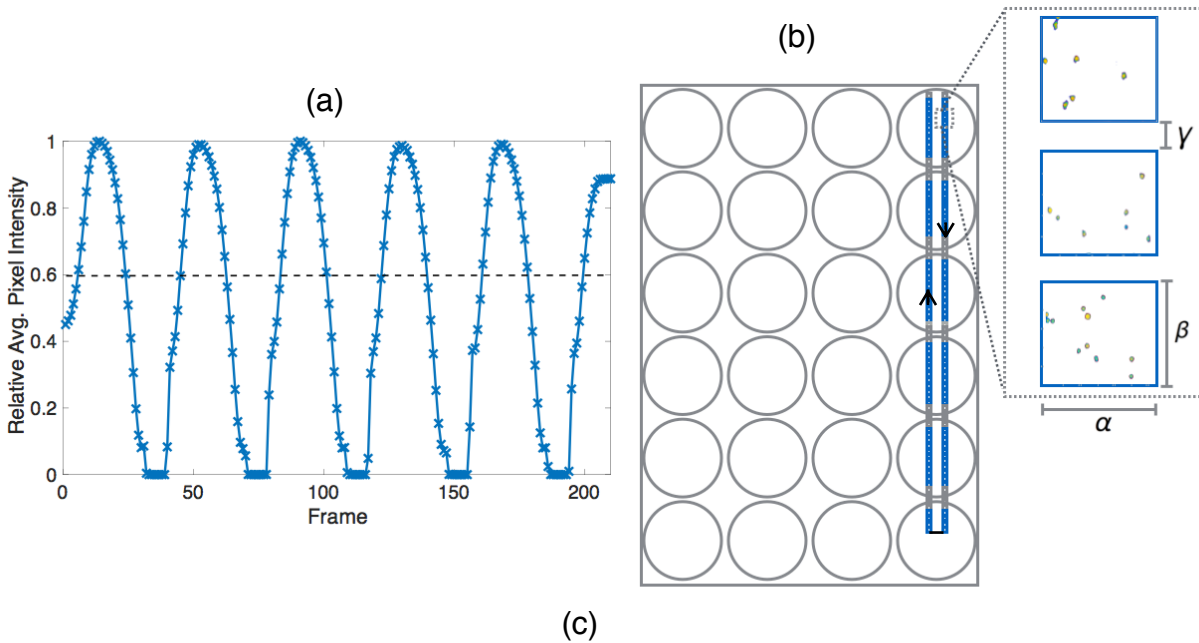 (a)
1
0.8
0.6
0.4
0.2
0
Relative Avg. Pixel Intensity
0 50 100 150 200
Frame
(b)
γ
β
α
(c)